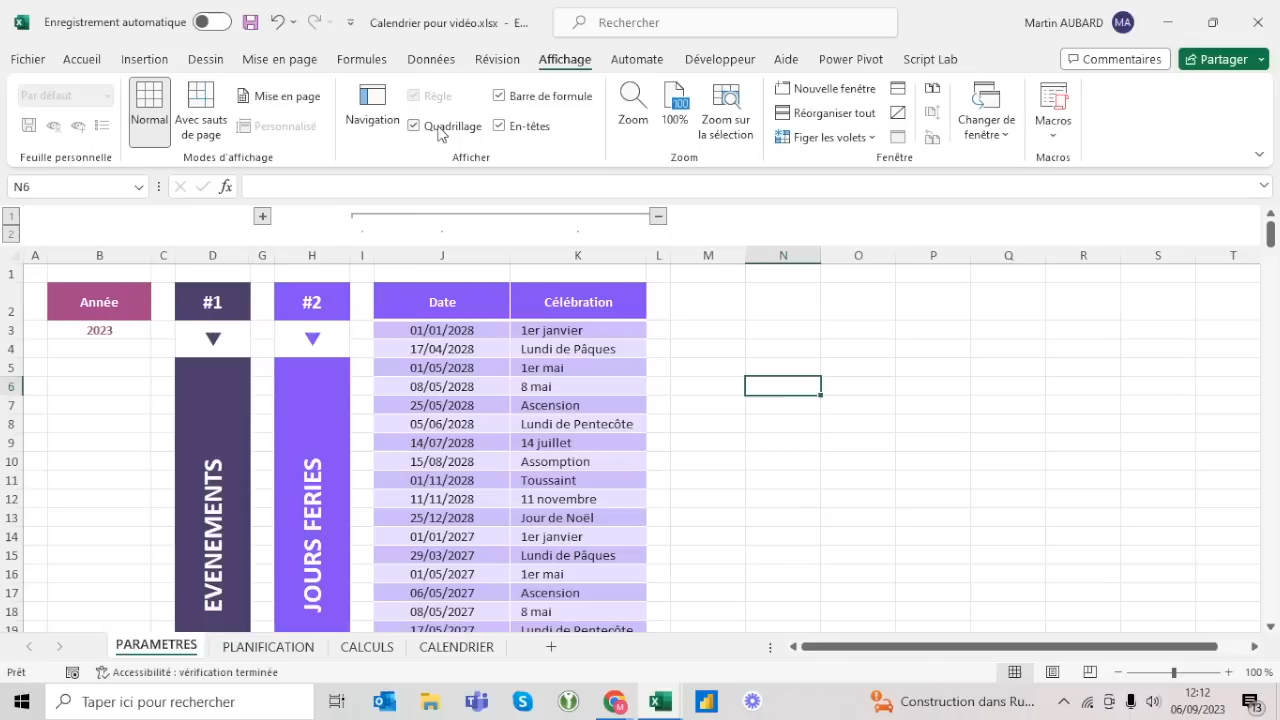 Enregistrement automatique
Calendrier pour vidéo.xlsx - E...
Rechercher
Martin AUBARD
MA
Fichier Accueil Insertion Dessin Mise en page Formules Données Révision Affichage Automate Développeur Aide Power Pivot Script Lab
Commentaires
Partager
Par défaut
Feuille personnelle
Normal
Avec sauts de page
Mise en page
Personnalisé
Modes d'affichage
Navigation
Règle
Quadrillage
Barre de formule
En-têtes
Afficher
Zoom
100
100%
Zoom sur la sélection
Zoom
Nouvelle fenêtre
Réorganiser tout
Figer les volets
Changer de fenêtre
Fenêtre
Macros
Macros
N6
fx
1
2
A B C D G H I J K L M N O P Q R S T
1
2 Année #1 #2 Date Célébration
3 2023 01/01/2028 1er janvier
4 17/04/2028 Lundi de Pâques
5 01/05/2028 1er mai
6 08/05/2028 8 mai
7 25/05/2028 Ascension
8 05/06/2028 Lundi de Pentecôte
9 14/07/2028 14 juillet
10 15/08/2028 Assomption
11 01/11/2028 Toussaint
12 11/11/2028 11 novembre
13 25/12/2028 Jour de Noël
14 01/01/2027 1er janvier
15 29/03/2027 Lundi de Pâques
16 01/05/2027 1er mai
17 06/05/2027 Ascension
18 08/05/2027 8 mai
19 17/05/2027 Lundi de Pentecôte
EVENEMENTS
JOURS FERIES
PARAMETRES PLANIFICATION CALCULS CALENDRIER
Prêt
Accessibilité : vérification terminée
100 %
Taper ici pour rechercher
Construction dans Ru...
12:12
06/09/2023
13